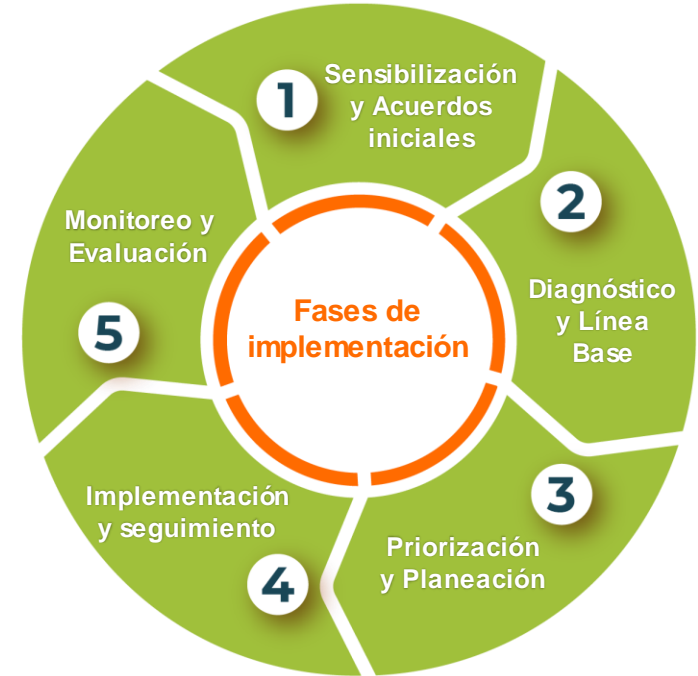 Fases de
implementación
1
Sensibilización
y Acuerdos
iniciales
2
Diagnóstico
y Línea
Base
3
Priorización
y Planeación
4
Implementación
y seguimiento
5
Monitoreo y
Evaluación